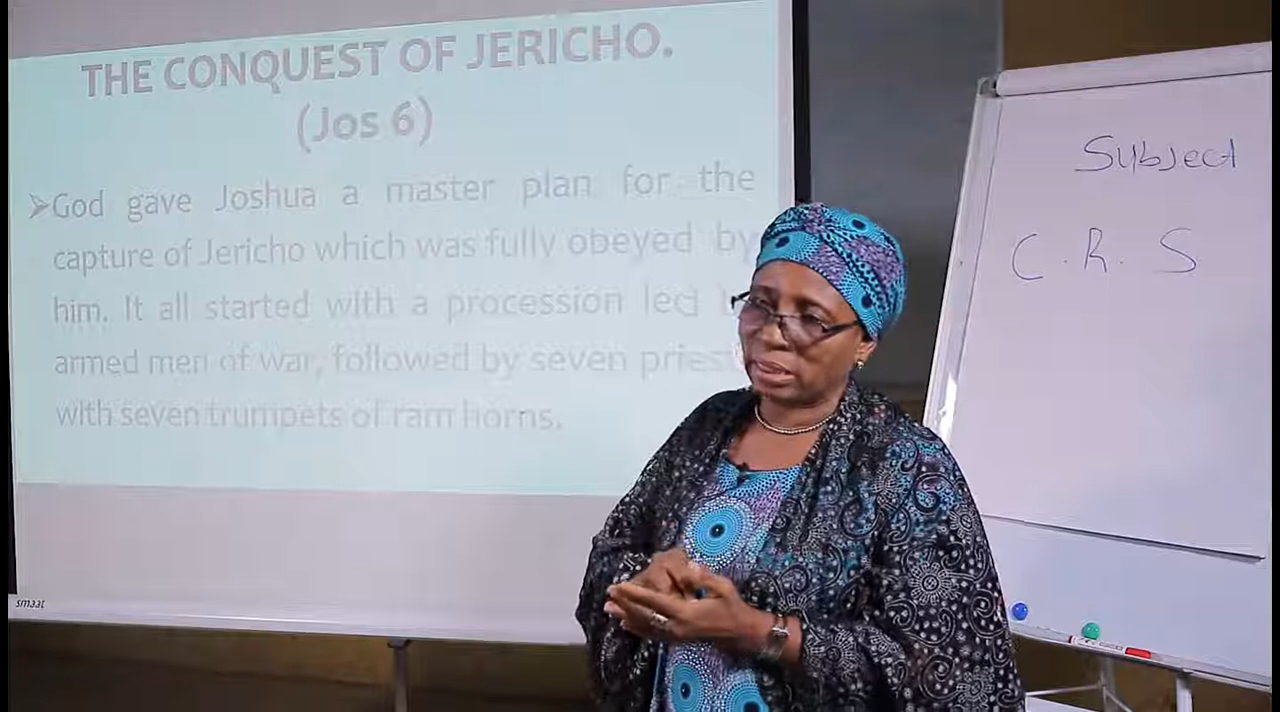 THE CONQUEST OF JERICHO.
(Jos 6)
➢God gave Joshua a master plan for the
capture of Jericho which was fully obeyed by
him. It all started with a procession led
armed men of war, followed by seven
with seven trumpets of ram horns.
smaat
Subject
C.R.S